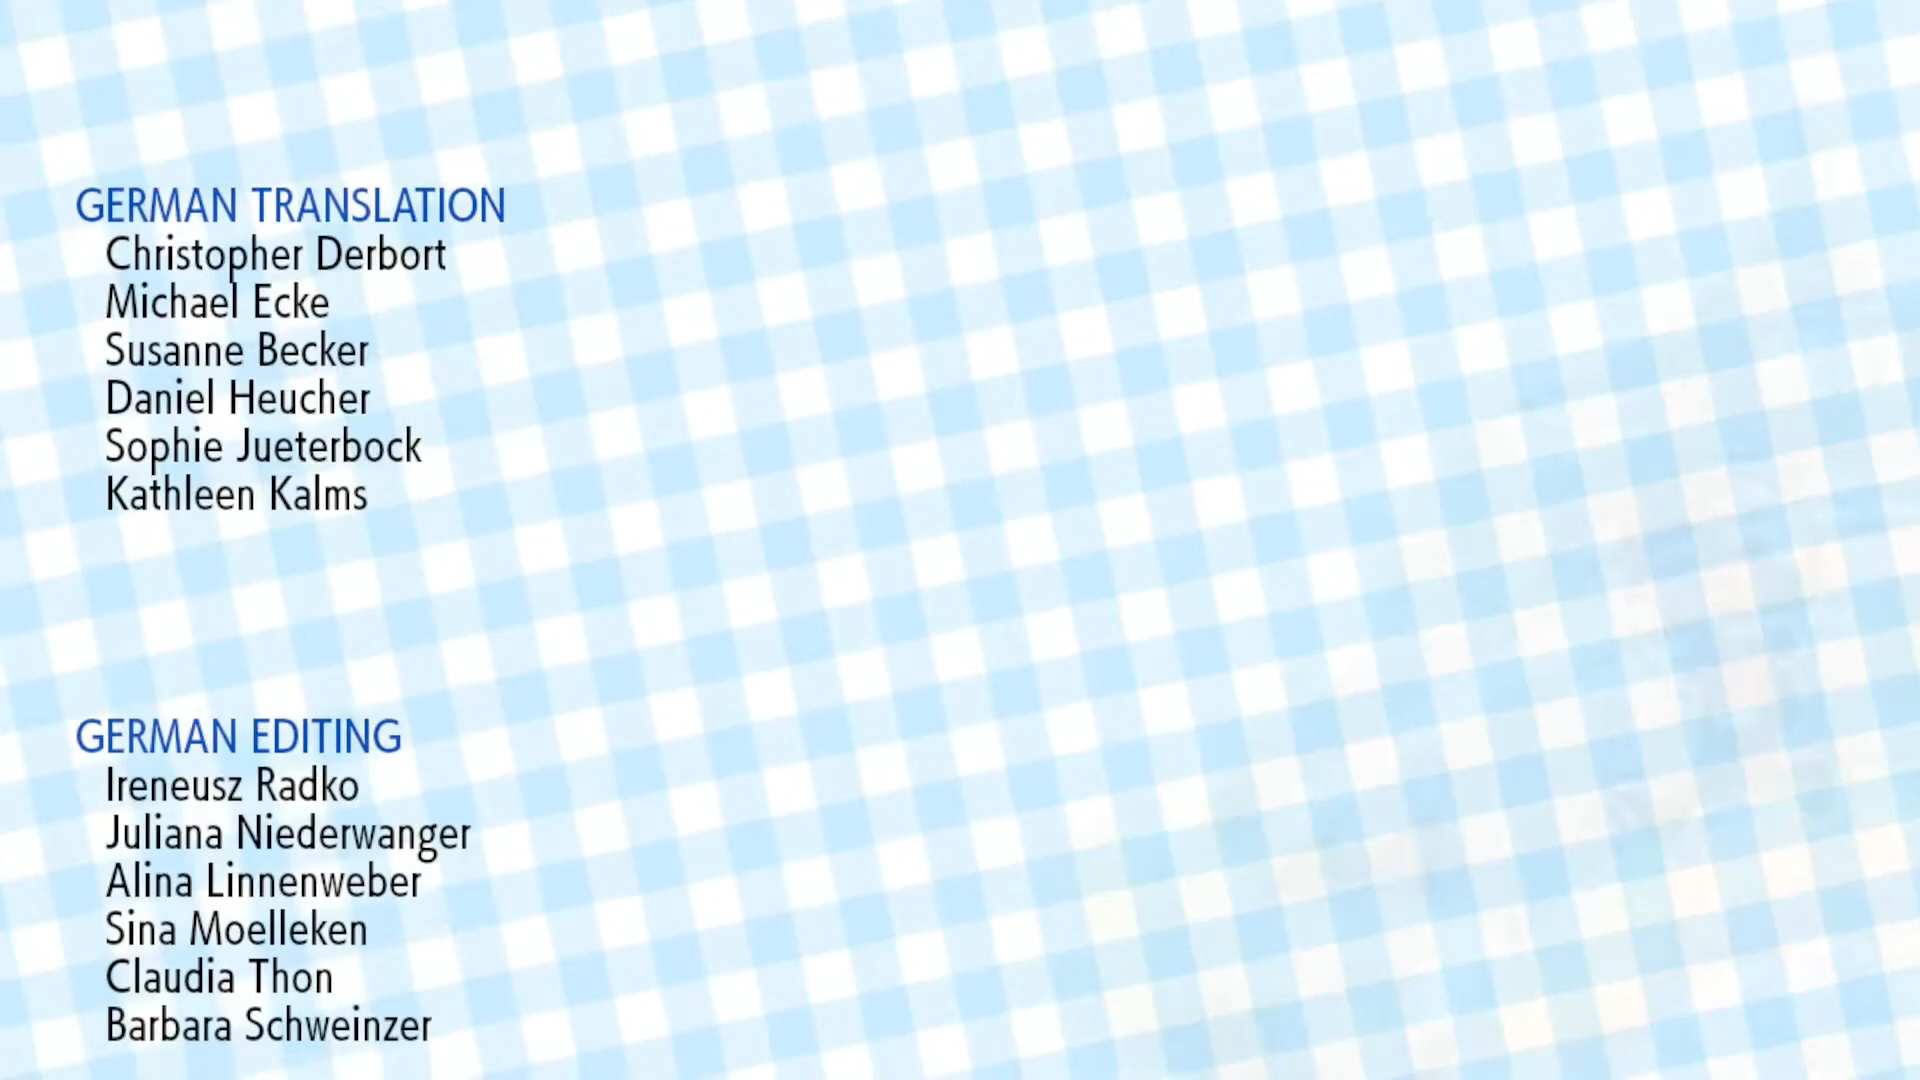 GERMAN TRANSLATION
Christopher Derbort
Michael Ecke
Susanne Becker
Daniel Heucher
Sophie Jueterbock
Kathleen Kalms
GERMAN EDITING
Ireneusz Radko
Juliana Niederwanger
Alina Linnenweber
Sina Moelleken
Claudia Thon
Barbara Schweinzer